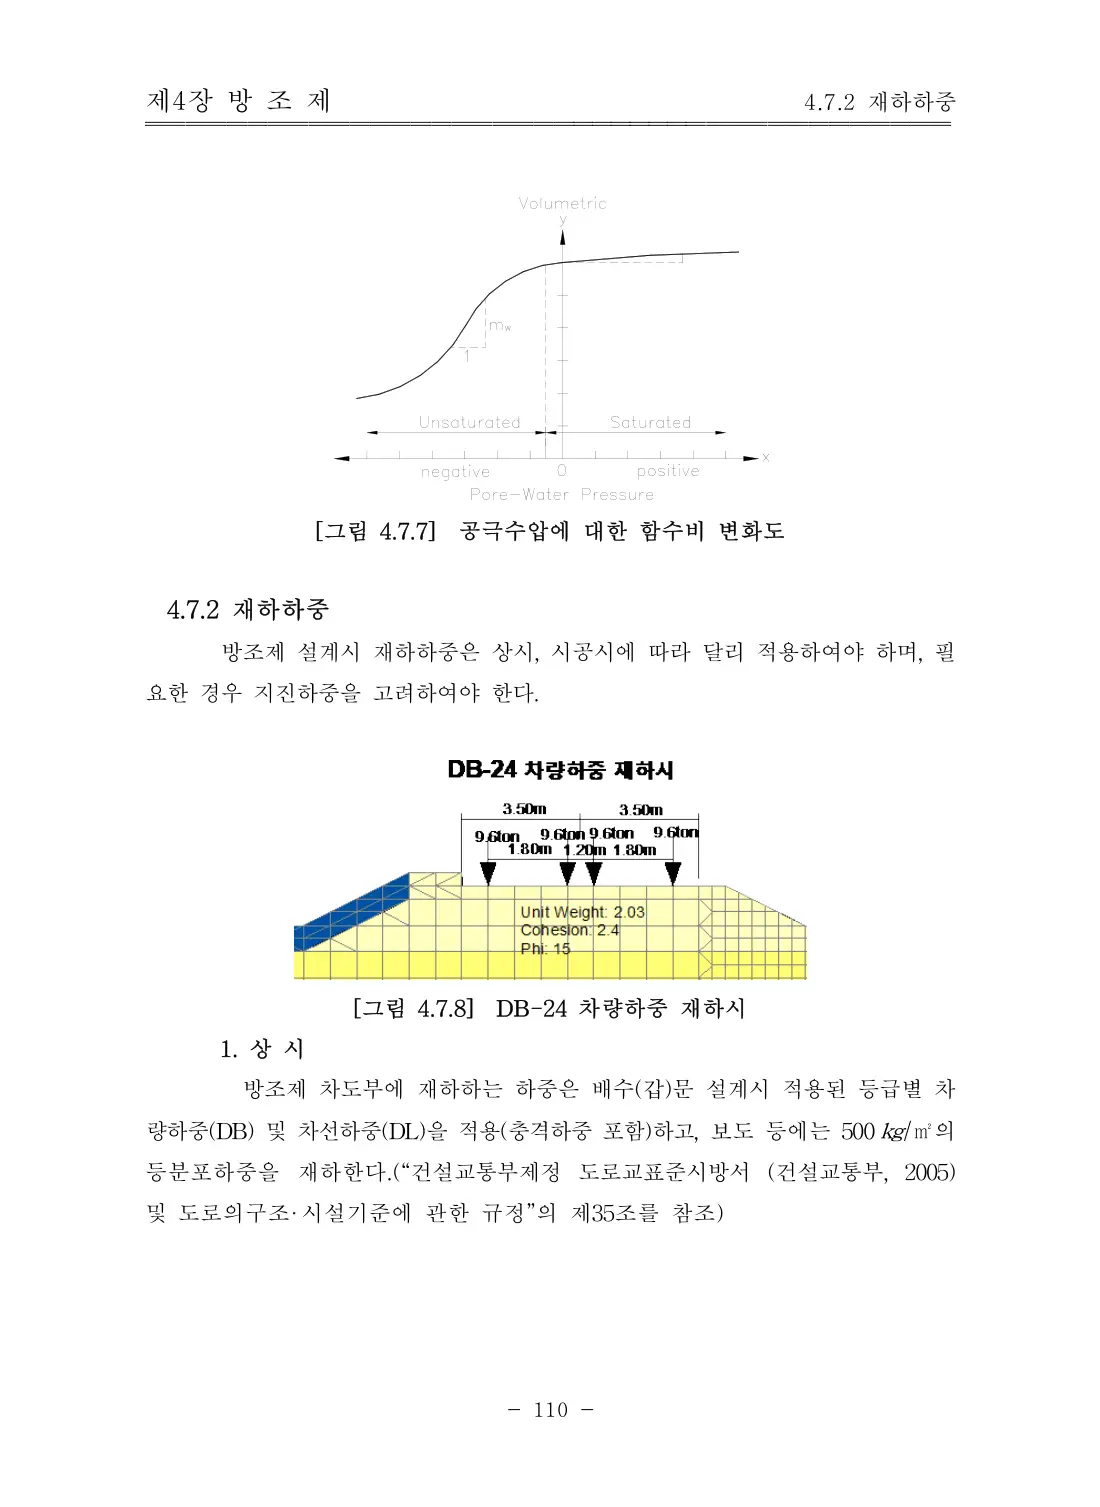 제4장 방 조 제
4.7.2 재하하중
Volumetric
y
m_w
1
Unsaturated
Saturated
x
negative
0
positive
Pore-Water Pressure
[그림 4.7.7] 공극수압에 대한 함수비 변화도
4.7.2 재하하중
방조제 설계시 재하하중은 상시, 시공시에 따라 달리 적용하여야 하며, 필
요한 경우 지진하중을 고려하여야 한다.
DB-24 차량하중 재하시
3.50m 3.50m
9.6ton 9.6ton 9.6ton 9.6ton
1.80m 1.20m 1.80m
Unit Weight: 2.03
Cohesion: 2.4
Phi: 15
[그림 4.7.8] DB-24 차량하중 재하시
1. 상 시
방조제 차도부에 재하하는 하중은 배수(갑)문 설계시 적용된 등급별 차
량하중(DB) 및 차선하중(DL)을 적용(충격하중 포함)하고, 보도 등에는 500㎏/㎡의
등분포하중을 재하한다.(“건설교통부제정 도로교표준시방서 (건설교통부, 2005)
및 도로의구조·시설기준에 관한 규정”의 제35조를 참조)
- 110 -